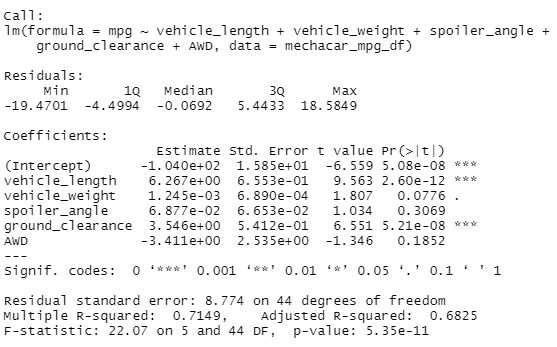 Call:
lm(formula = mpg ~ vehicle_length + vehicle_weight + spoiler_angle +
    ground_clearance + AWD, data = mechacar_mpg_df)
Residuals:
     Min       1Q   Median       3Q      Max
-19.4701  -4.4994  -0.0692   5.4433  18.5849
Coefficients:
                   Estimate Std. Error t value Pr(>|t|)
(Intercept)      -1.040e+02  1.585e+01  -6.559 5.08e-08 ***
vehicle_length    6.267e+00  6.553e-01   9.563 2.60e-12 ***
vehicle_weight    1.245e-03  6.890e-04   1.807   0.0776 .
spoiler_angle     6.877e-02  6.653e-02   1.034   0.3069
ground_clearance  3.546e+00  5.412e-01   6.551 5.21e-08 ***
AWD              -3.411e+00  2.535e+00  -1.346   0.1852
---
Signif. codes:  0 ‘***’ 0.001 ‘**’ 0.01 ‘*’ 0.05 ‘.’ 0.1 ‘ ’ 1
Residual standard error: 8.774 on 44 degrees of freedom
Multiple R-squared:  0.7149,    Adjusted R-squared:  0.6825
F-statistic: 22.07 on 5 and 44 DF,  p-value: 5.35e-11